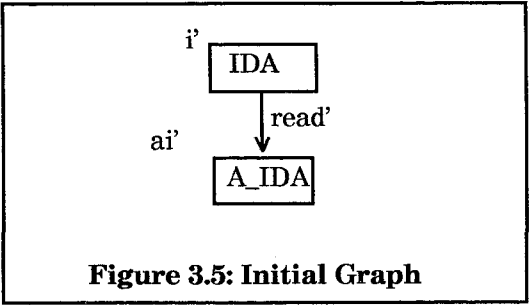 i’
IDA
read’
ai’
A_IDA
Figure 3.5: Initial Graph